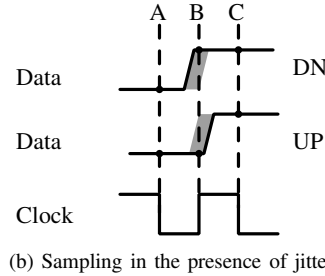 A B C
Data DN
Data UP
Clock
(b) Sampling in the presence of jitte